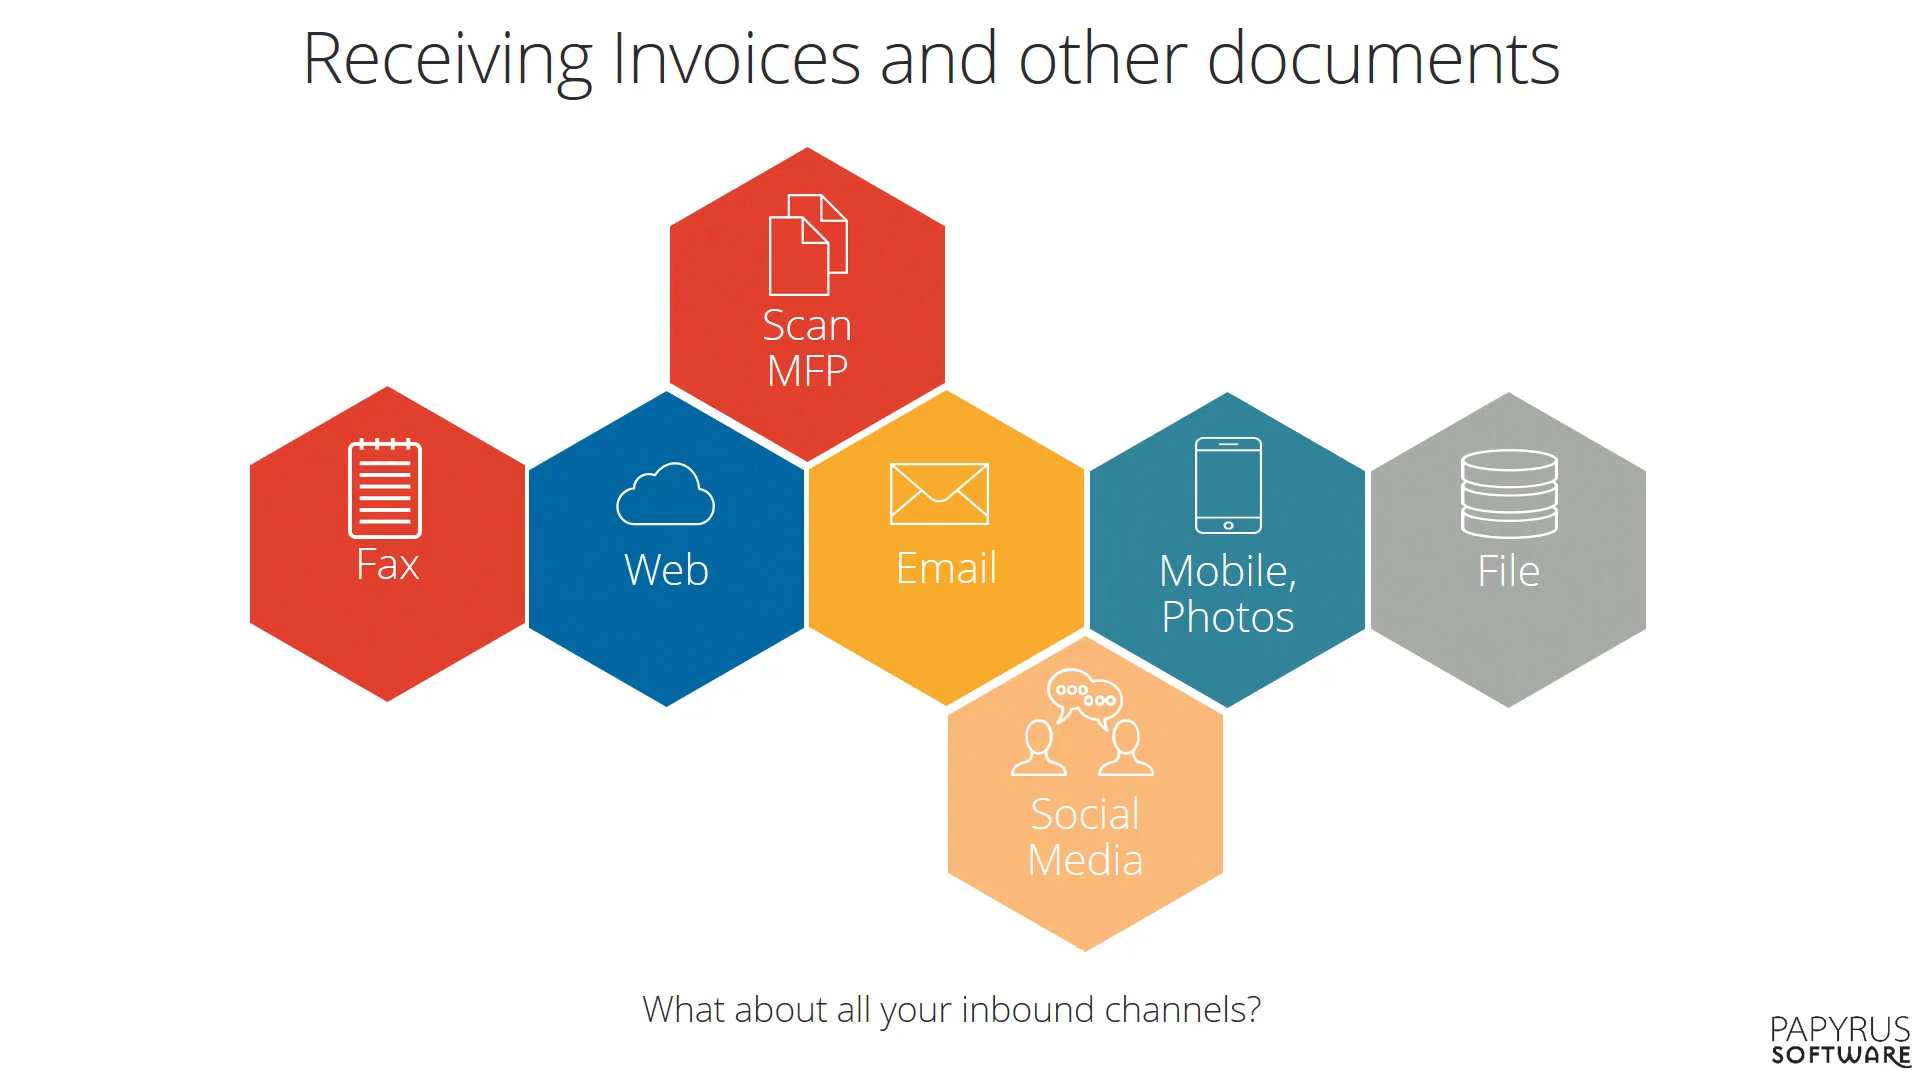 Receiving Invoices and other documents
Scan
MFP
Fax
Web
Email
Mobile,
Photos
File
Social
Media
What about all your inbound channels?
PAPYRUS
SOFTWARE